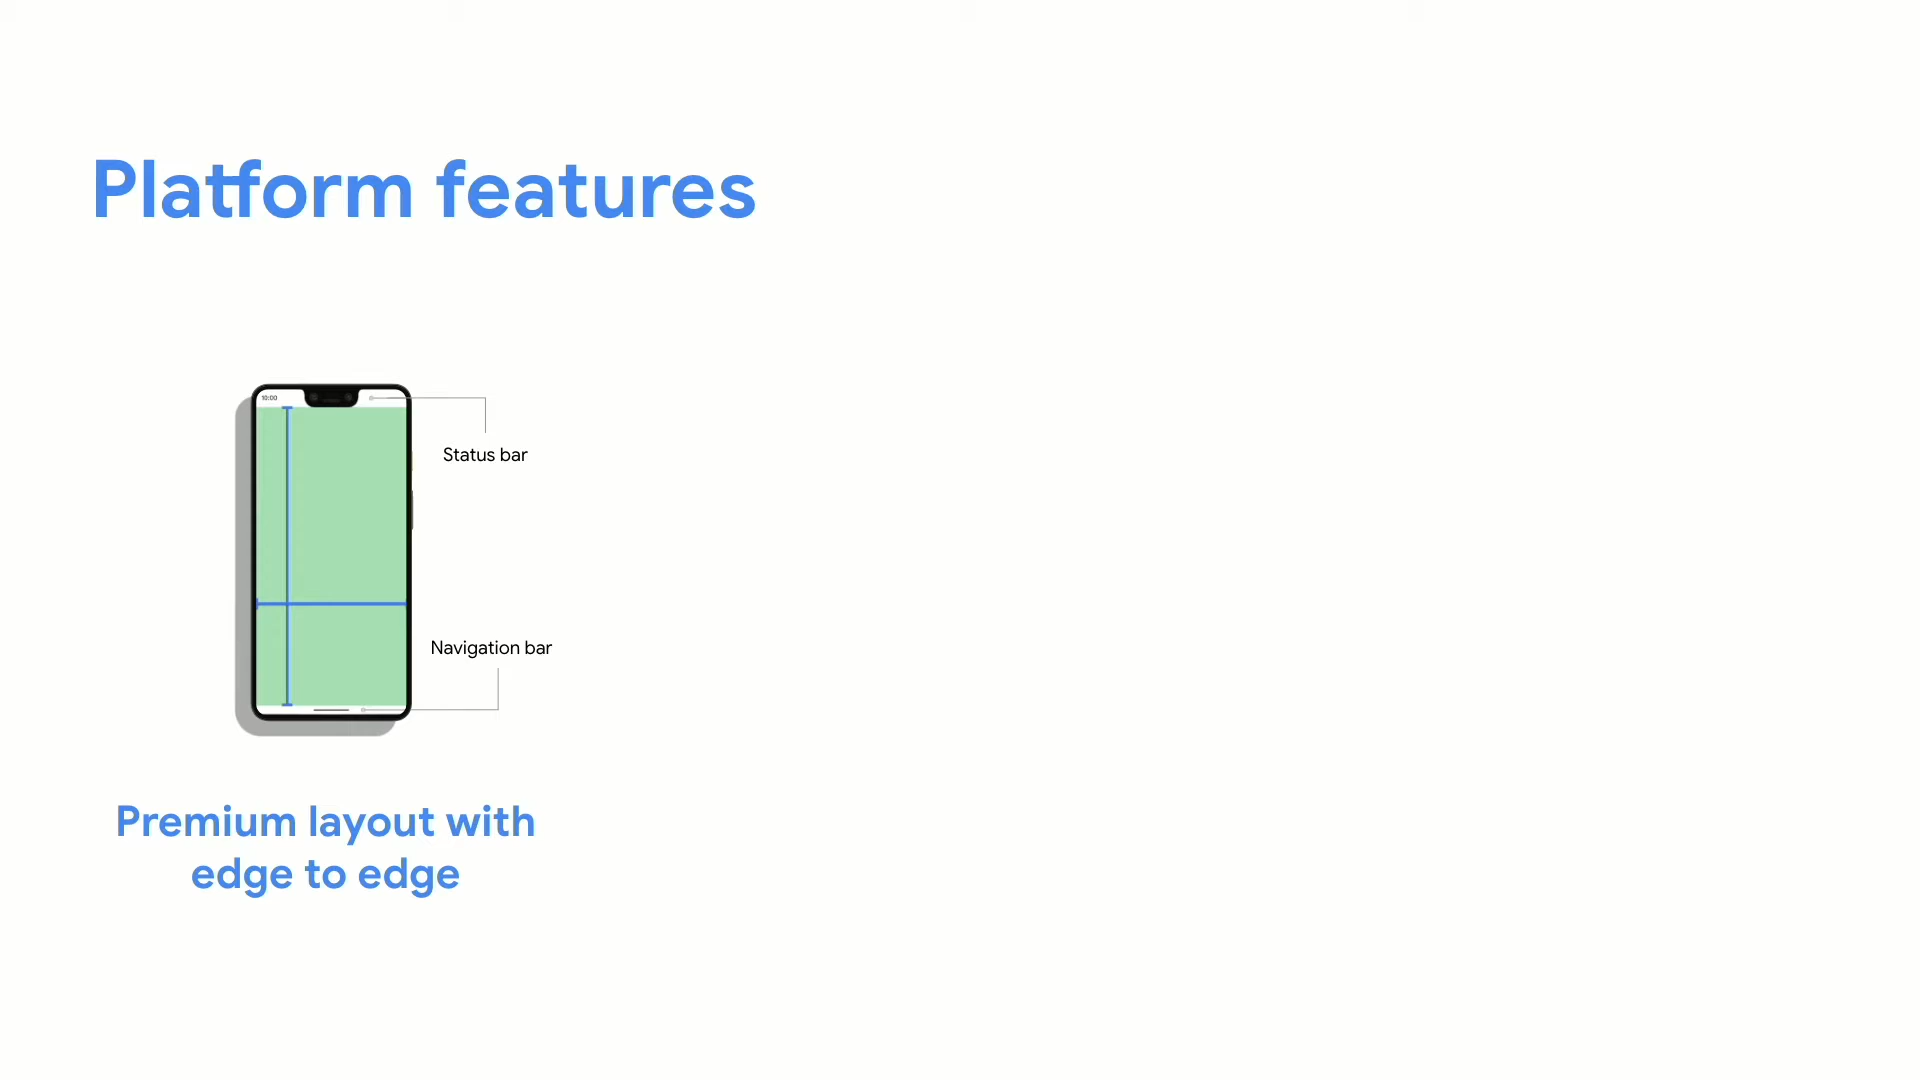 Platform features
10:00
Status bar
Navigation bar
Premium layout with
edge to edge